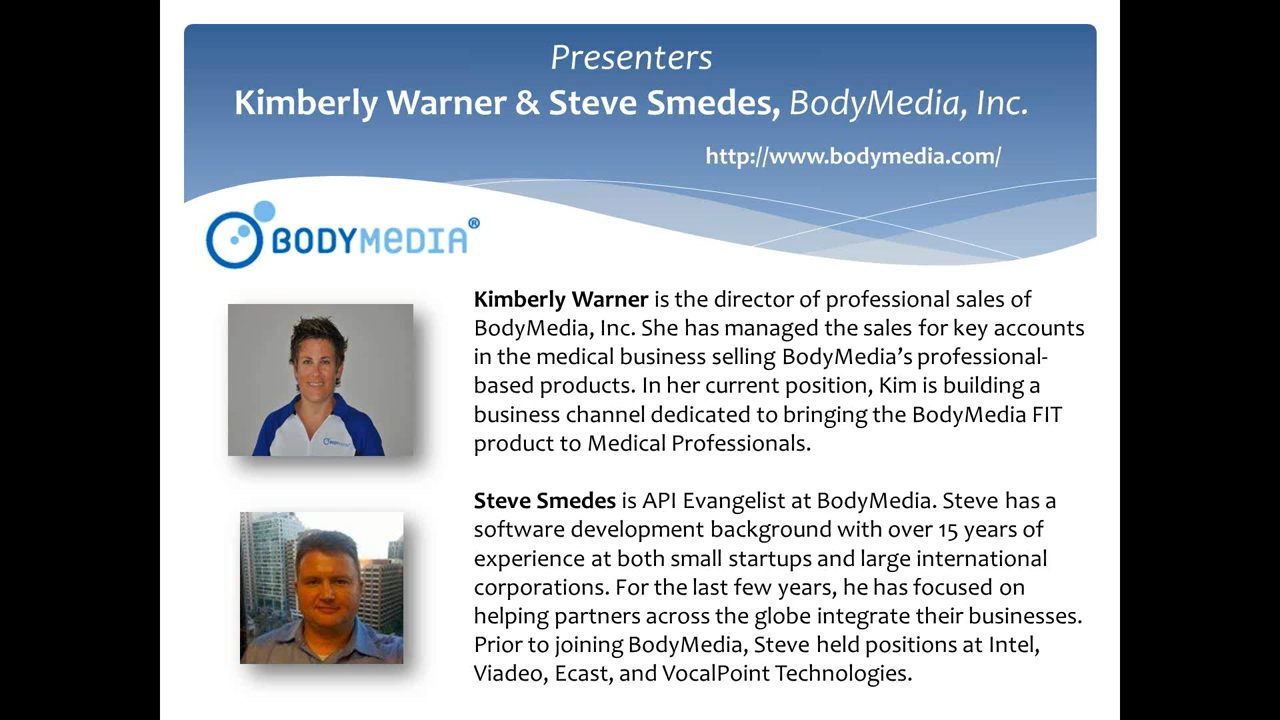 Presenters
Kimberly Warner & Steve Smedes, BodyMedia, Inc.
http://www.bodymedia.com/
BODYMEDIA®
Kimberly Warner is the director of professional sales of
BodyMedia, Inc. She has managed the sales for key accounts
in the medical business selling BodyMedia’s professional-
based products. In her current position, Kim is building a
business channel dedicated to bringing the BodyMedia FIT
product to Medical Professionals.
Steve Smedes is API Evangelist at BodyMedia. Steve has a
software development background with over 15 years of
experience at both small startups and large international
corporations. For the last few years, he has focused on
helping partners across the globe integrate their businesses.
Prior to joining BodyMedia, Steve held positions at Intel,
Viadeo, Ecast, and VocalPoint Technologies.